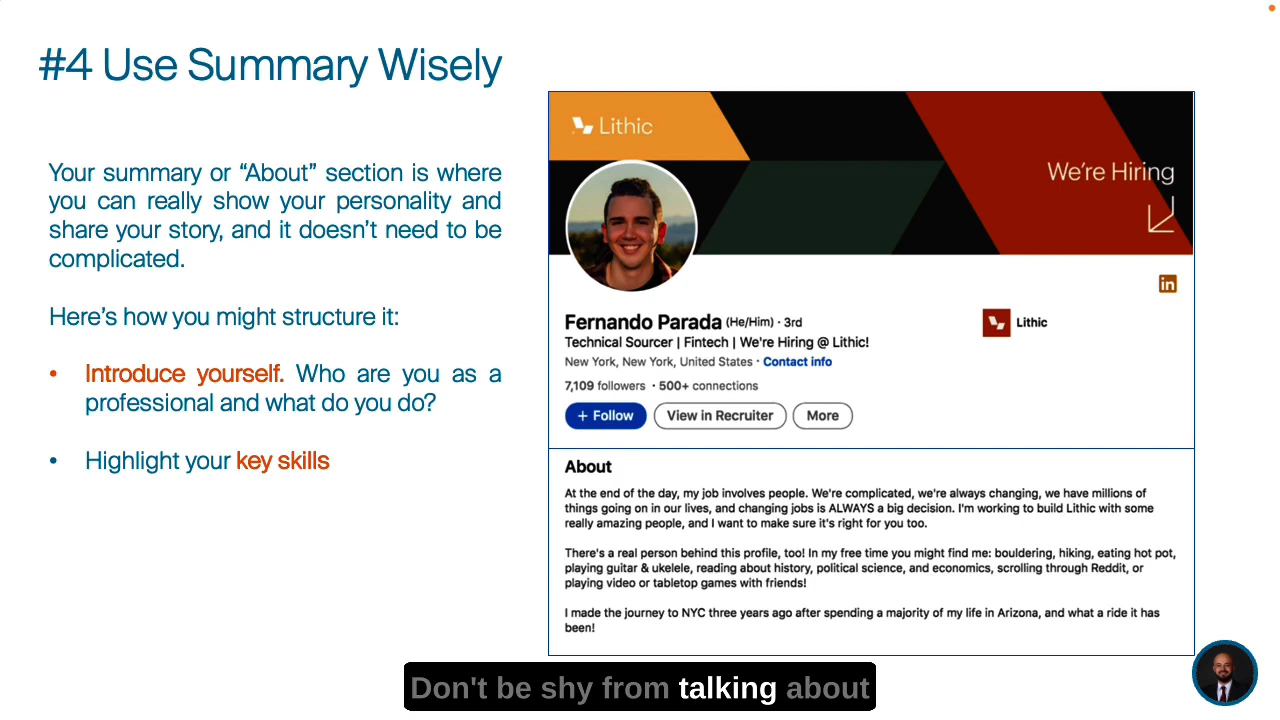 #4 Use Summary Wisely
Your summary or “About” section is where
you can really show your personality and
share your story, and it doesn’t need to be
complicated.
Here’s how you might structure it:
• Introduce yourself. Who are you as a
professional and what do you do?
• Highlight your key skills
Lithic
We're Hiring
in
Fernando Parada (He/Him) · 3rd
Lithic
Technical Sourcer | Fintech | We're Hiring @ Lithic!
New York, New York, United States · Contact info
7,109 followers · 500+ connections
+ Follow
View in Recruiter
More
About
At the end of the day, my job involves people. We're complicated, we're always changing, we have millions of
things going on in our lives, and changing jobs is ALWAYS a big decision. I'm working to build Lithic with some
really amazing people, and I want to make sure it's right for you too.
There's a real person behind this profile, too! In my free time you might find me: bouldering, hiking, eating hot pot,
playing guitar & ukelele, reading about history, political science, and economics, scrolling through Reddit, or
playing video or tabletop games with friends!
I made the journey to NYC three years ago after spending a majority of my life in Arizona, and what a ride it has
been!
Don't be shy from talking about